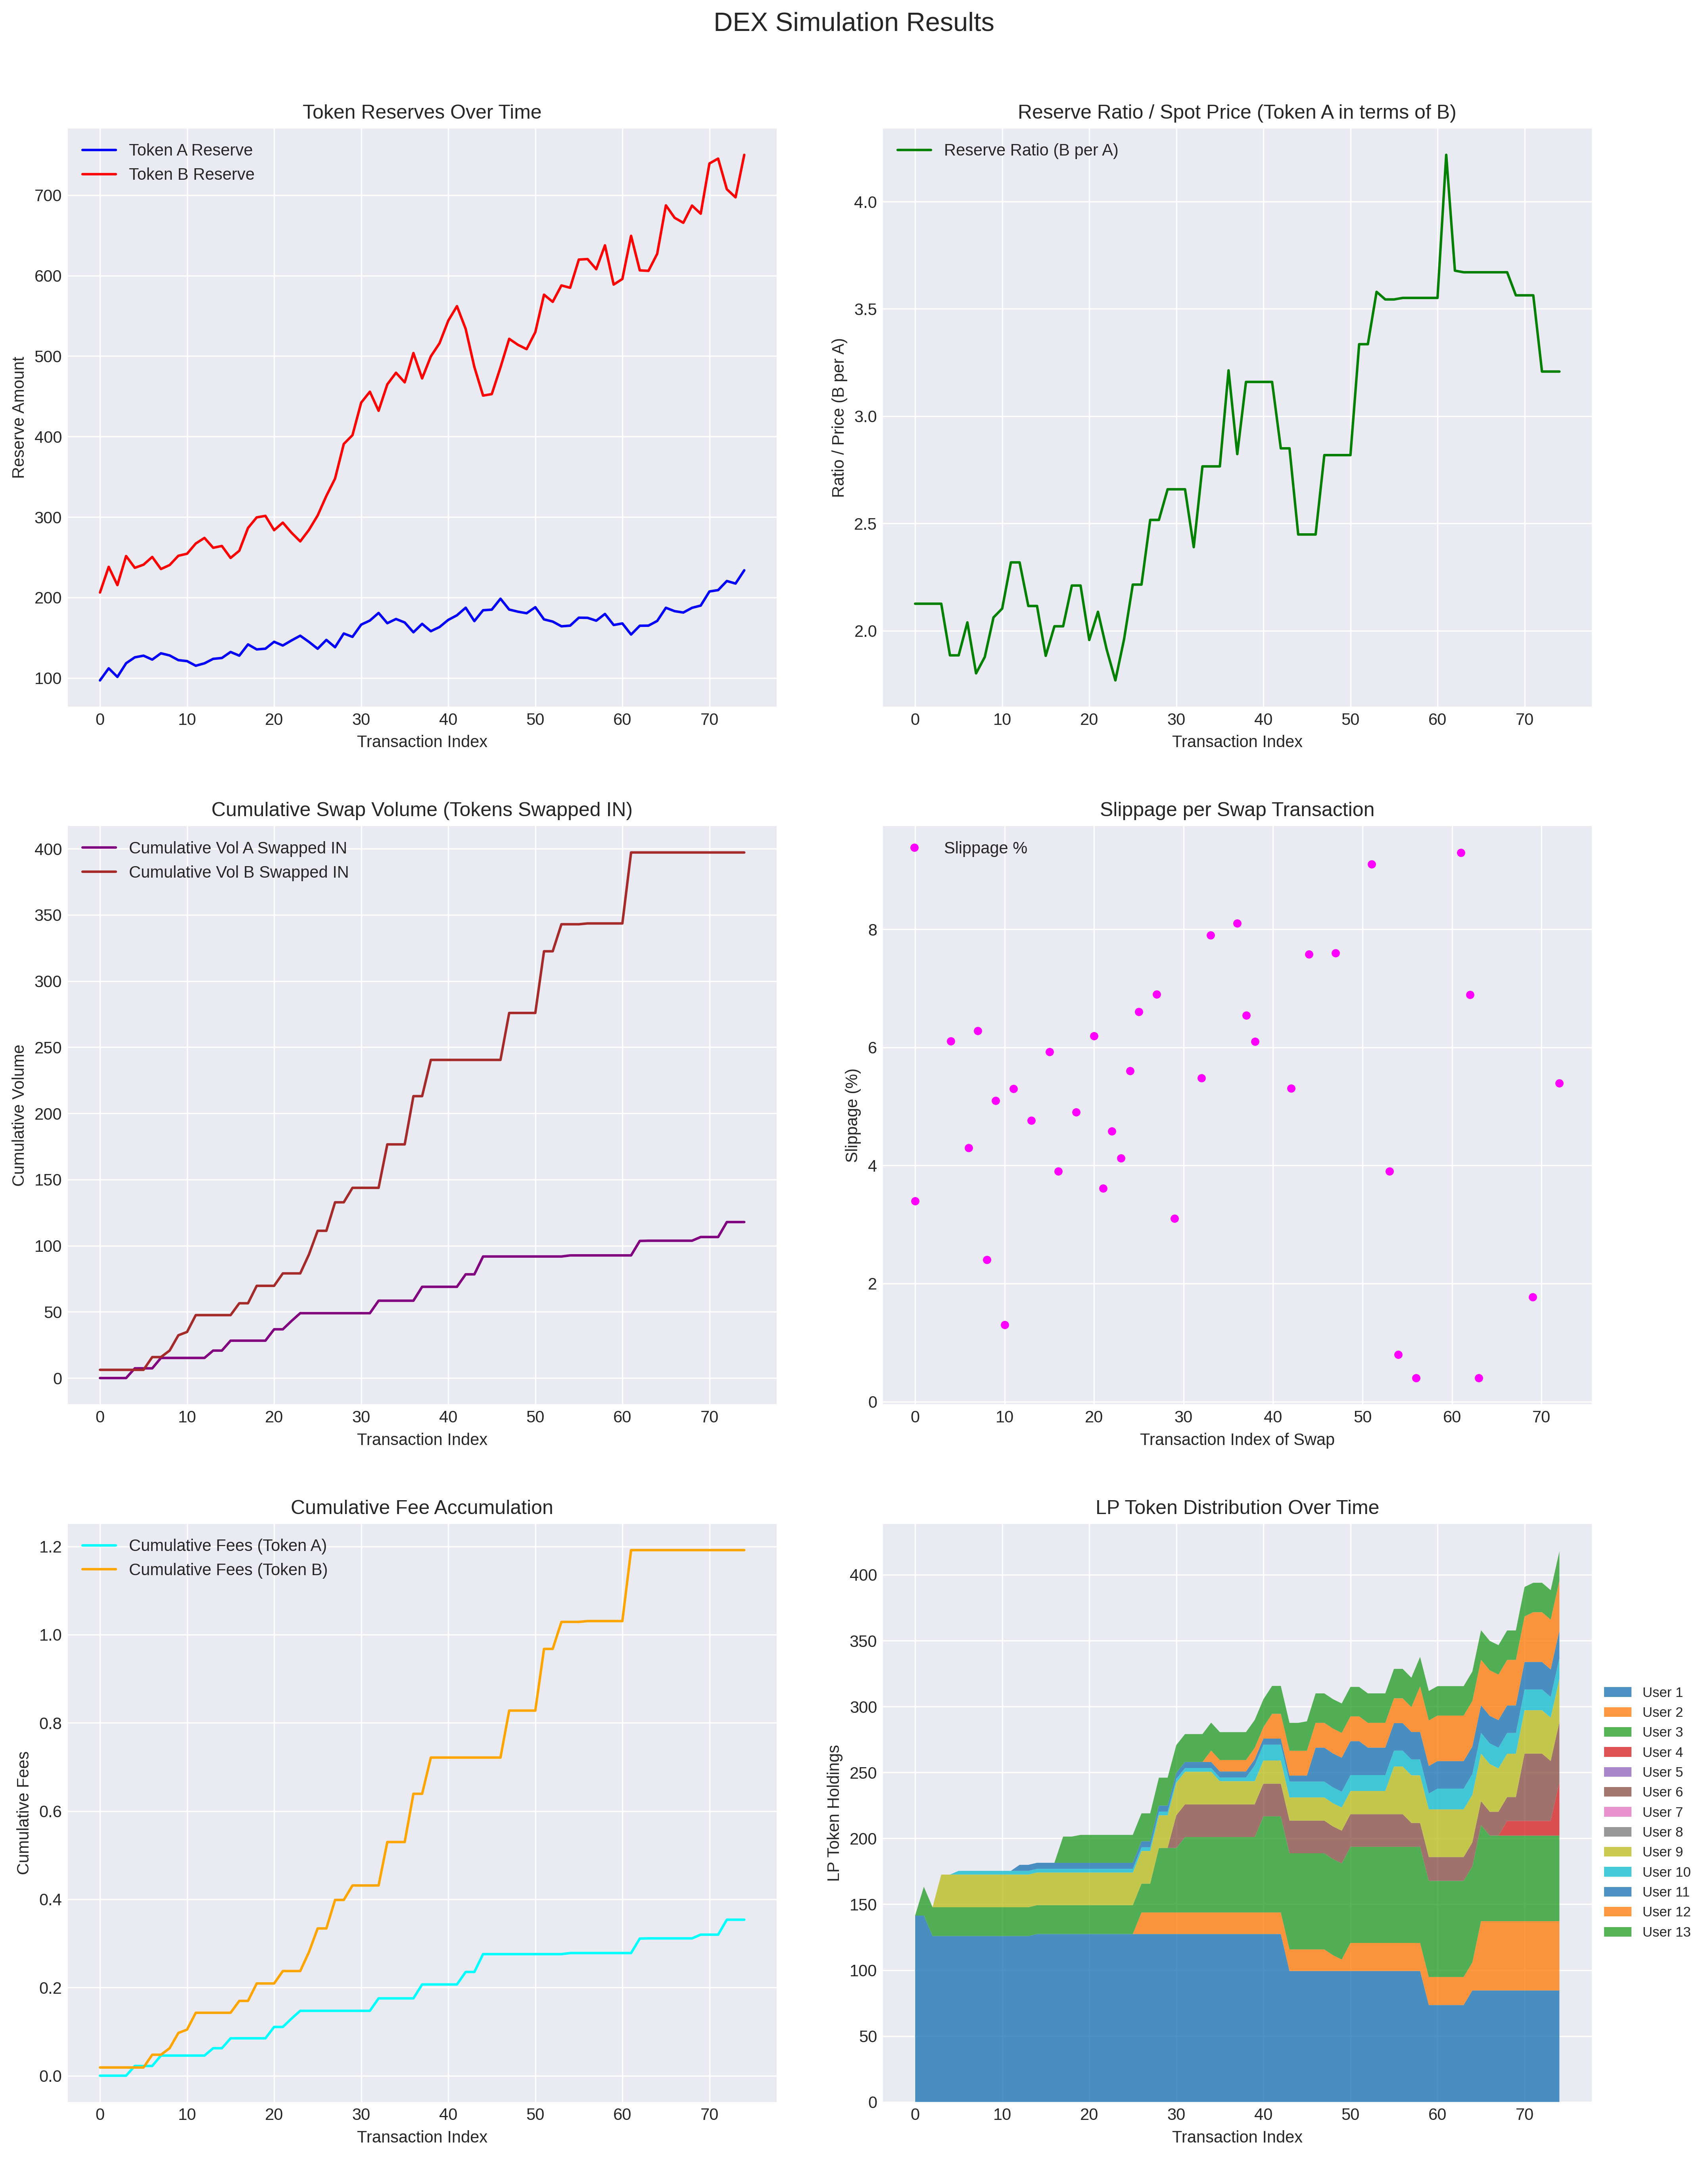 DEX Simulation Results
Token Reserves Over Time
Token A Reserve
Token B Reserve
Reserve Amount
700
600
500
400
300
200
100
0 10 20 30 40 50 60 70
Transaction Index
Reserve Ratio / Spot Price (Token A in terms of B)
Reserve Ratio (B per A)
Ratio / Price (B per A)
4.0
3.5
3.0
2.5
2.0
0 10 20 30 40 50 60 70
Transaction Index
Cumulative Swap Volume (Tokens Swapped IN)
Cumulative Vol A Swapped IN
Cumulative Vol B Swapped IN
Cumulative Volume
400
350
300
250
200
150
100
50
0
0 10 20 30 40 50 60 70
Transaction Index
Slippage per Swap Transaction
Slippage %
Slippage (%)
8
6
4
2
0
0 10 20 30 40 50 60 70
Transaction Index of Swap
Cumulative Fee Accumulation
Cumulative Fees (Token A)
Cumulative Fees (Token B)
Cumulative Fees
1.2
1.0
0.8
0.6
0.4
0.2
0.0
0 10 20 30 40 50 60 70
Transaction Index
LP Token Distribution Over Time
LP Token Holdings
400
350
300
250
200
150
100
50
0
0 10 20 30 40 50 60 70
Transaction Index
User 1
User 2
User 3
User 4
User 5
User 6
User 7
User 8
User 9
User 10
User 11
User 12
User 13